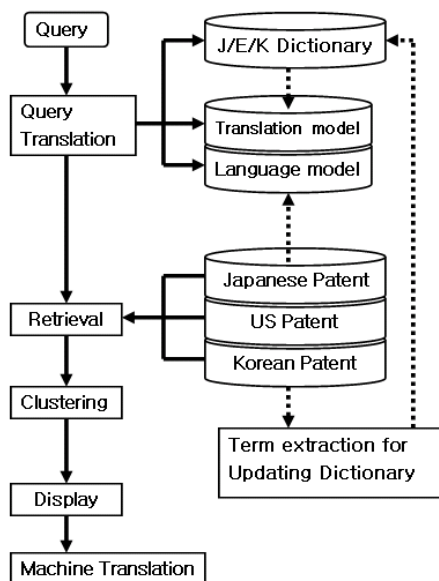 Query
J/E/K Dictionary
Query
Translation
Translation model
Language model
Japanese Patent
Retrieval
US Patent
Korean Patent
Clustering
Term extraction for
Updating Dictionary
Display
Machine Translation